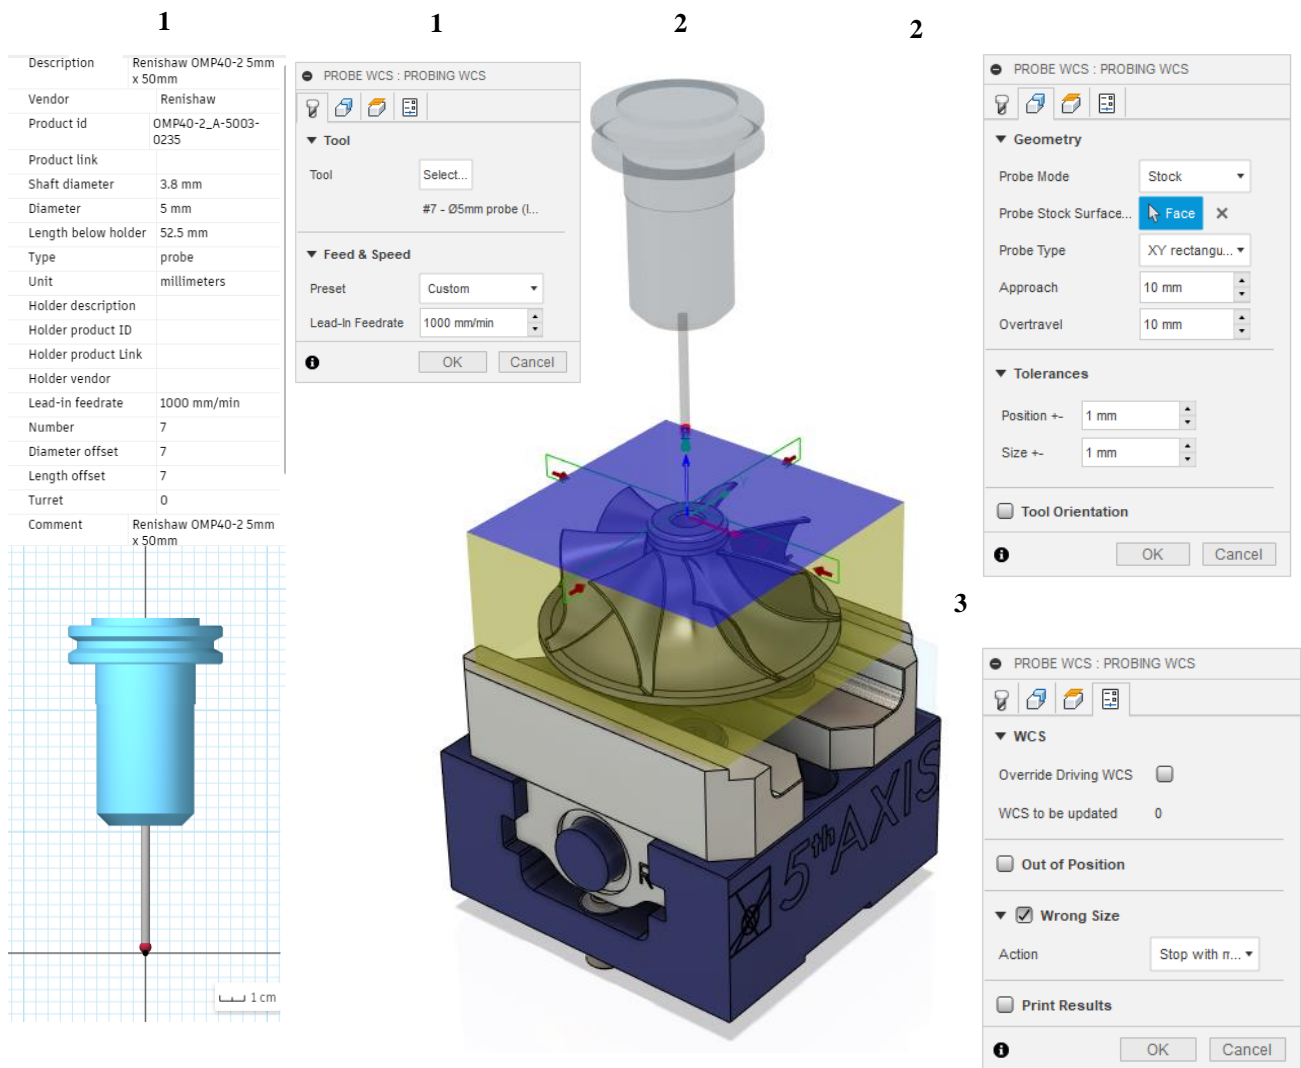 1
1
2
2
Description Renishaw OMP40-2 5mm
x 50mm
Vendor Renishaw
Product id OMP40-2_A-5003-
0235
Product link
Shaft diameter 3.8 mm
Diameter 5 mm
Length below holder 52.5 mm
Type probe
Unit millimeters
Holder description
Holder product ID
Holder product Link
Holder vendor
Lead-in feedrate 1000 mm/min
Number 7
Diameter offset 7
Length offset 7
Turret 0
Comment Renishaw OMP40-2 5mm
x 50mm
1 cm
PROBE WCS : PROBING WCS
Tool
Tool Select...
#7 - Ø5mm probe (I...
Feed & Speed
Preset Custom
Lead-In Feedrate 1000 mm/min
OK Cancel
5th AXIS
R
PROBE WCS : PROBING WCS
Geometry
Probe Mode Stock
Probe Stock Surface... Face
Probe Type XY rectangu...
Approach 10 mm
Overtravel 10 mm
Tolerances
Position +- 1 mm
Size +- 1 mm
Tool Orientation
OK Cancel
3
PROBE WCS : PROBING WCS
WCS
Override Driving WCS
WCS to be updated 0
Out of Position
Wrong Size
Action Stop with m...
Print Results
OK Cancel